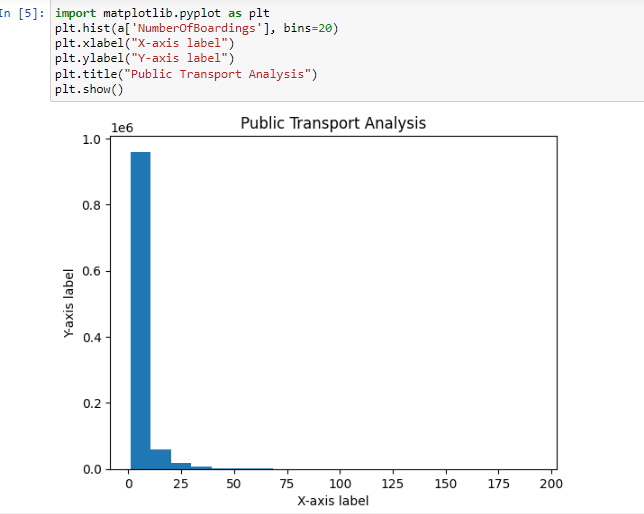 In [5]: import matplotlib.pyplot as plt
plt.hist(a['NumberOfBoardings'], bins=20)
plt.xlabel("X-axis label")
plt.ylabel("Y-axis label")
plt.title("Public Transport Analysis")
plt.show()
Public Transport Analysis
1e6
1.0
0.8
0.6
0.4
0.2
0.0
Y-axis label
0 25 50 75 100 125 150 175 200
X-axis label